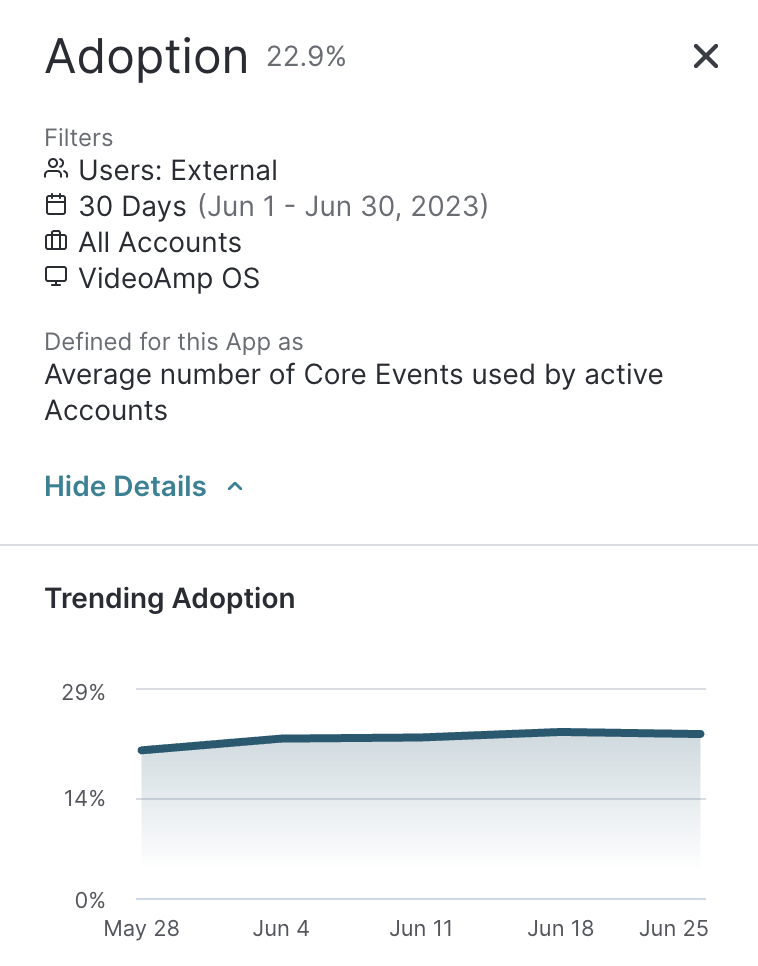 Adoption 22.9%
Filters
Users: External
30 Days (Jun 1 - Jun 30, 2023)
All Accounts
VideoAmp OS
Defined for this App as
Average number of Core Events used by active
Accounts
Hide Details
Trending Adoption
29%
14%
0%
May 28 Jun 4 Jun 11 Jun 18 Jun 25